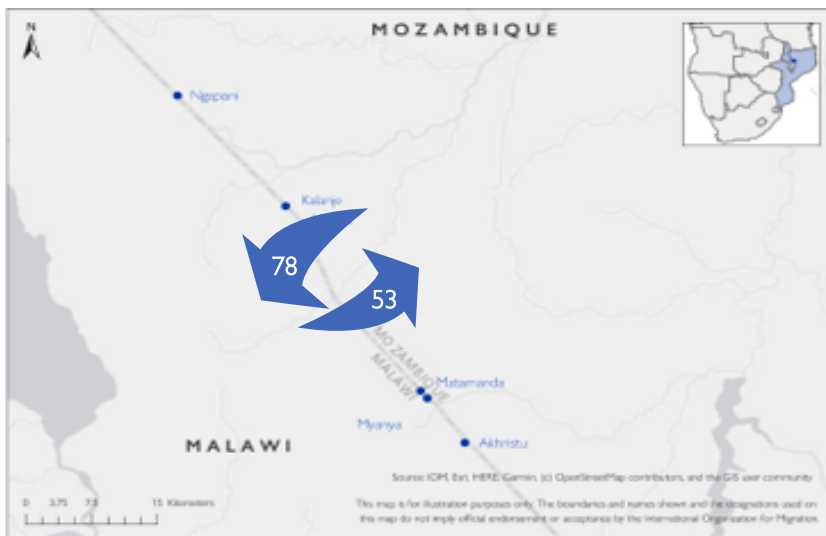 MOZAMBIQUE
N
Ngapani
Kalanje
78
53
MOZAMBIQUE
MALAWI
Matamanda
Myanya
Akhristu
MALAWI
Source: IOM, Esri, HERE, Garmin, (c) OpenStreetMap contributors, and the GIS user community
0 3.75 7.5 15 Kilometers
This map is for illustration purposes only. The boundaries and names shown and the designations used on
this map do not imply official endorsement or acceptance by the International Organization for Migration.